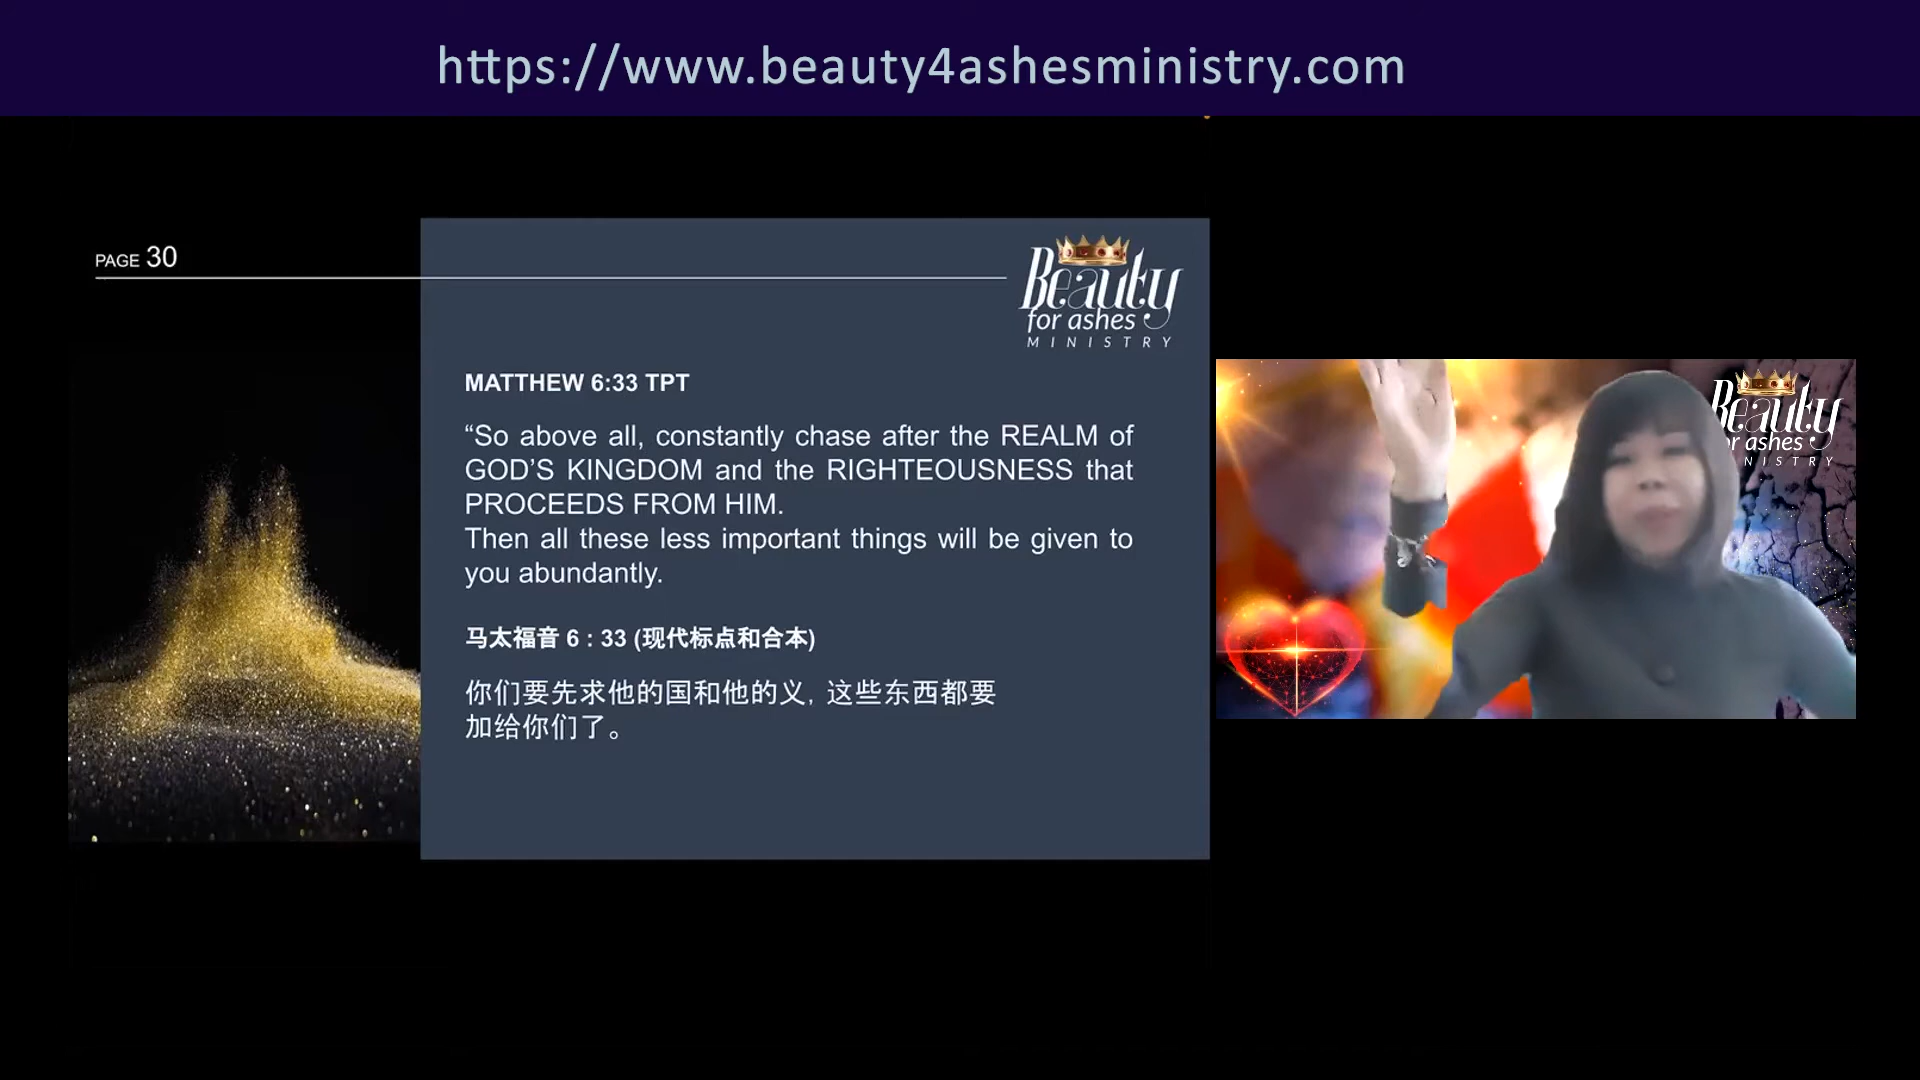 https://www.beauty4ashesministry.com
PAGE 30
Beauty
for ashes
MINISTRY
MATTHEW 6:33 TPT
“So above all, constantly chase after the REALM of
GOD’S KINGDOM and the RIGHTEOUSNESS that
PROCEEDS FROM HIM.
Then all these less important things will be given to
you abundantly.
马太福音 6 : 33 (现代标点和合本)
你们要先求他的国和他的义, 这些东西都要
加给你们了。
Beauty
for ashes
NISTRY